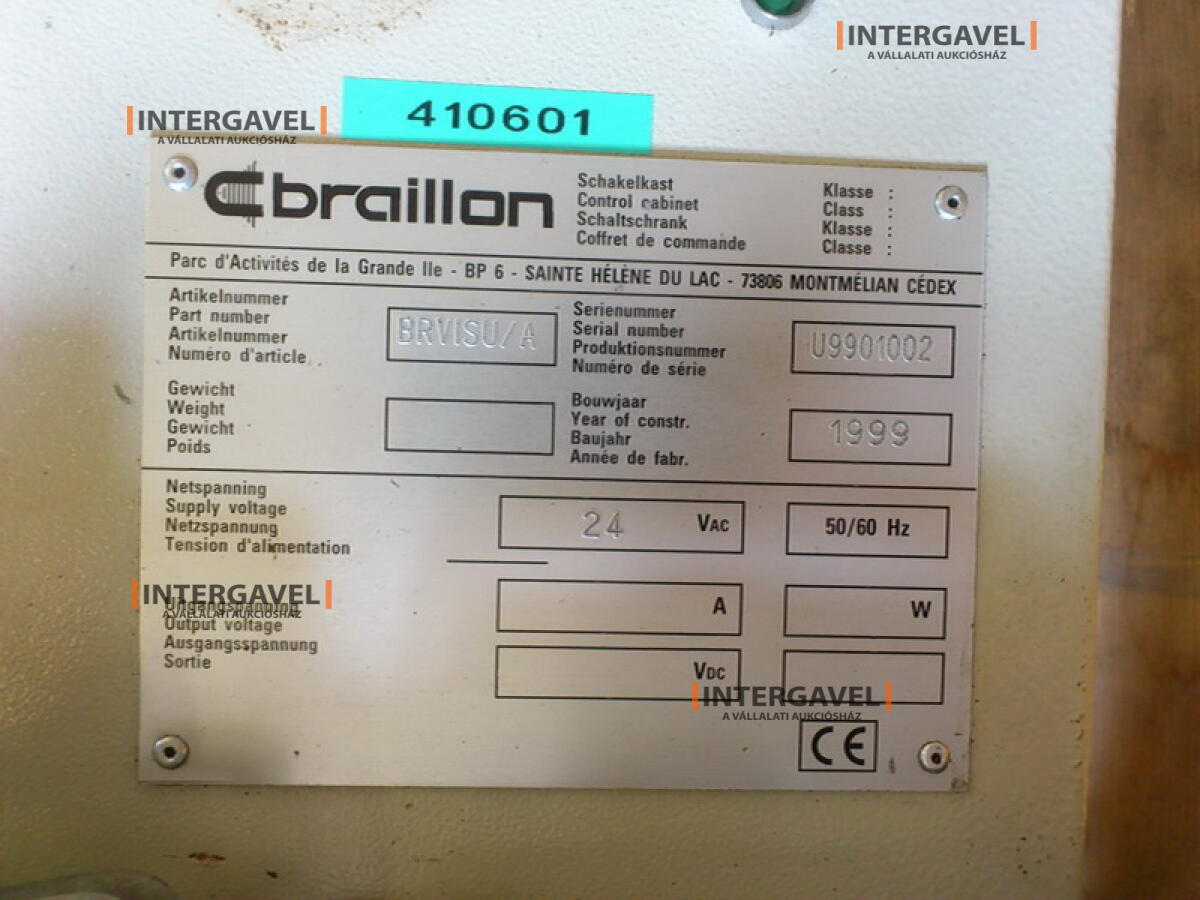 INTERGAVEL
A VÁLLALATI AUKCIÓSHÁZ
410601
INTERGAVEL
A VÁLLALATI AUKCIÓSHÁZ
braillon
Schakelkast
Control cabinet
Schaltschrank
Coffret de commande
Klasse :
Class :
Klasse :
Classe :
Parc d'Activités de la Grande Ile - BP 6 - SAINTE HÉLÈNE DU LAC - 73806 MONTMÉLIAN CÉDEX
Artikelnummer
Part number
Artikelnummer
Numéro d'article
BRVISU/A
Serienummer
Serial number
Produktionsnummer
Numéro de série
U9901002
Gewicht
Weight
Gewicht
Poids
Bouwjaar
Year of constr.
Baujahr
Année de fabr.
1999
Netspanning
Supply voltage
Netzspannung
Tension d'alimentation
24 VAC
50/60 Hz
INTERGAVEL
A VÁLLALATI AUKCIÓSHÁZ
Uitgangspanning
Output voltage
Ausgangsspannung
Sortie
A
W
VDC
INTERGAVEL
A VÁLLALATI AUKCIÓSHÁZ
CE